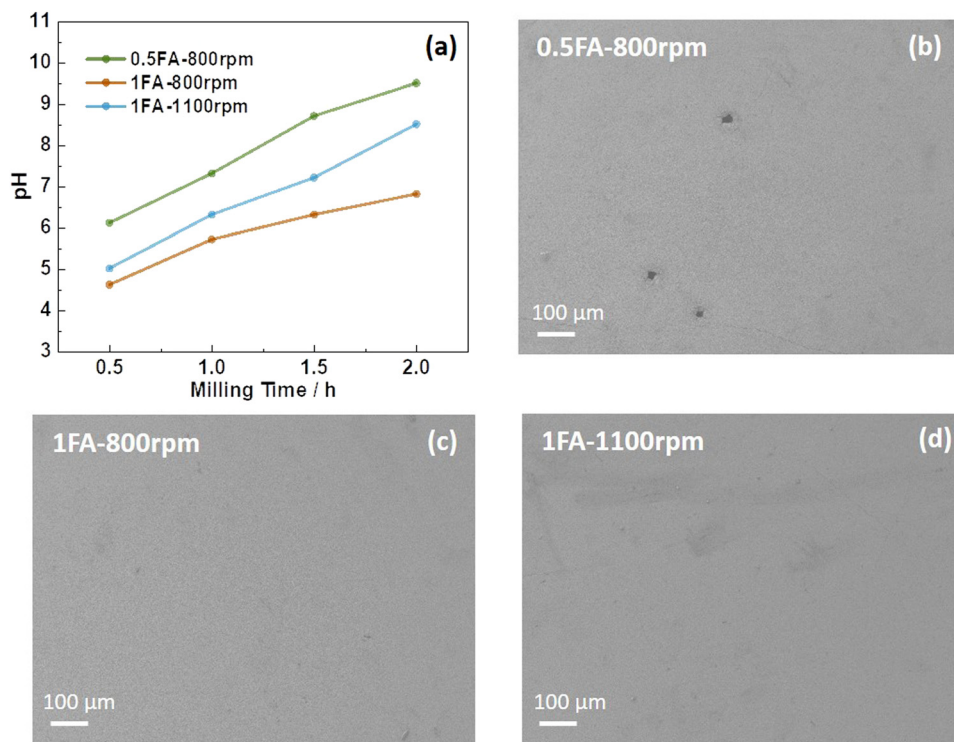 (a)
11
10
9
8
7
6
5
4
3
pH
0.5FA-800rpm
1FA-800rpm
1FA-1100rpm
0.5 1.0 1.5 2.0
Milling Time / h
0.5FA-800rpm (b)
100 µm
1FA-800rpm (c)
100 µm
1FA-1100rpm (d)
100 µm